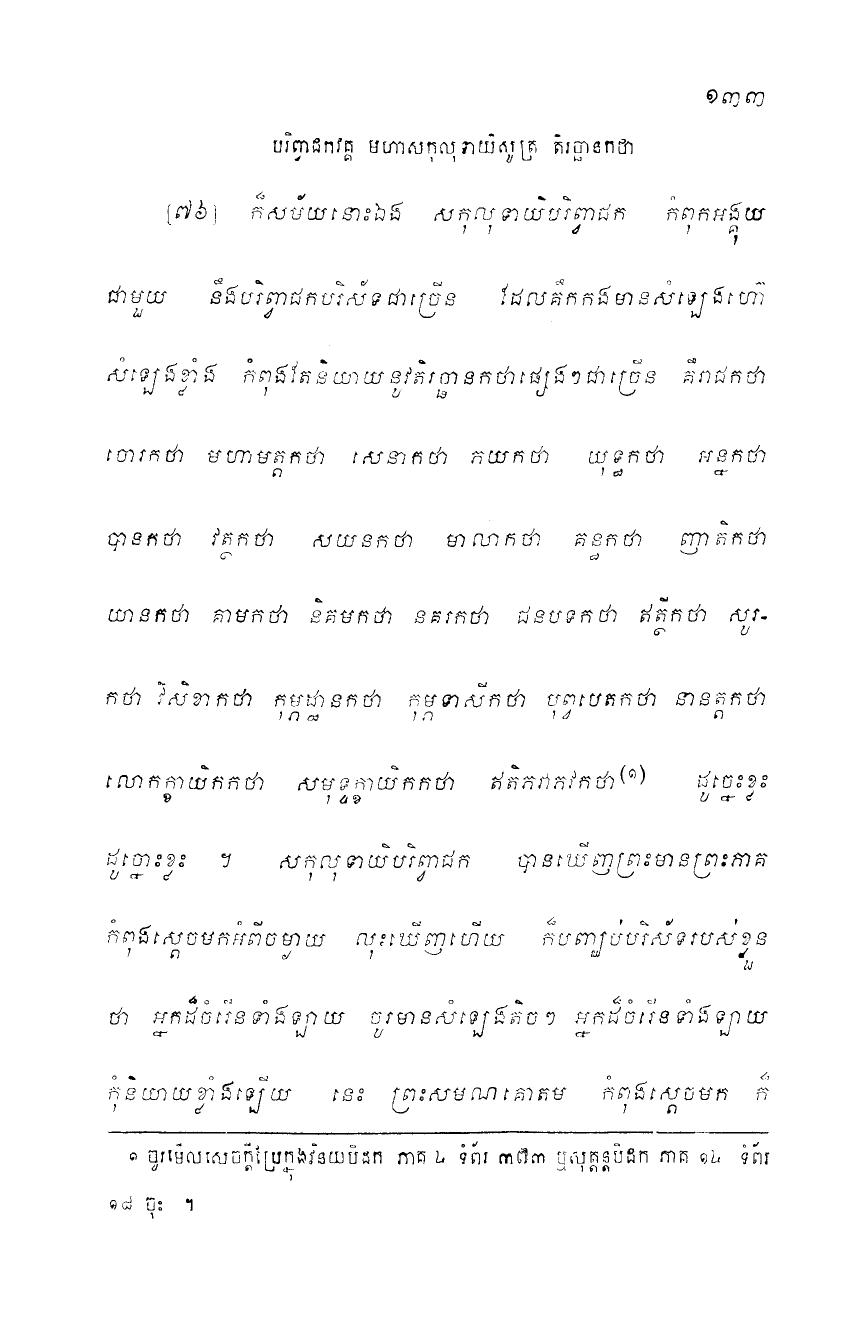 ១៣៣
បរិព្វាជកវគ្គ មហាសកុលុទាយិសូត្រ តិរច្ឆានកថា
[៧៦] ក៏សម័យនោះឯង សកុលុទាយិបរិព្វាជក កំពុកអង្គុយ
ជាមួយ នឹងបរិព្វាជកបរិស័ទជាច្រើន ដែលគឹកកងមានសំឡេងហោ៊
សំឡេងខ្លាំង កំពុងតែនិយាយនូវតិរច្ឆានកថាផ្សេងៗជាច្រើន គឺរាជកថា
ចោរកថា មហាមត្តកថា សេនាកថា ភយកថា យុទ្ធកថា អន្នកថា
បានកថា វត្ថកថា សយនកថា មាលាកថា គន្ធកថា ញាតិកថា
យានកថា គាមកថា និគមកថា នគរកថា ជនបទកថា ឥត្ថីកថា សូរ-
កថា វិសិខាកថា កុម្ភដ្ឋានកថា កុម្ភទាសីកថា បុព្វបេតកថា នានត្តកថា
លោកក្ខាយិកកថា សមុទ្ទក្ខាយិកកថា ឥតិភវាភវកថា(១) ដូច្នេះខ្លះ
ដូច្នោះខ្លះ ។ សកុលុទាយិបរិព្វាជក បានឃើញព្រះមានព្រះភាគ
កំពុងស្តេចមកអំពីចម្ងាយ លុះឃើញហើយ ក៏បញ្ឈប់បរិស័ទរបស់ខ្លួន
ថា អ្នកដ៏ចំរើនទាំងឡាយ ចូរមានសំឡេងតិចៗ អ្នកដ៏ចំរើនទាំងឡាយ
កុំនិយាយខ្លាំងឡើយ នេះ ព្រះសមណគោតម កំពុងស្តេចមក ក៏
១ ចូរមើលសេចក្តីប្រែក្នុងវិនយបិដក ភាគ ៤ ទំព័រ ៣៧៣ ឬសុត្តន្តបិដក ភាគ ១៤ ទំព័រ
១៨ ចុះ ។